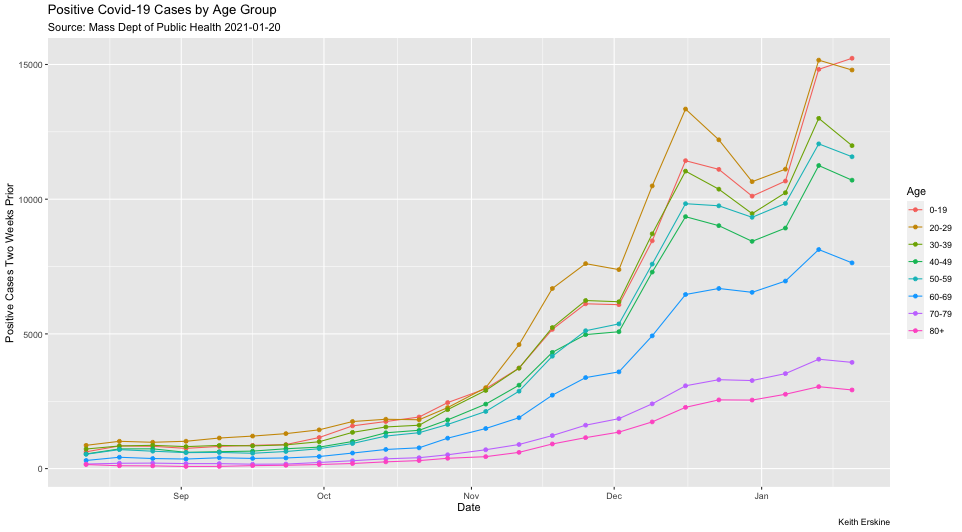 Positive Covid-19 Cases by Age Group
Source: Mass Dept of Public Health 2021-01-20
Positive Cases Two Weeks Prior
15000
10000
5000
0
Sep
Oct
Nov
Dec
Jan
Date
Age
0-19
20-29
30-39
40-49
50-59
60-69
70-79
80+
Keith Erskine